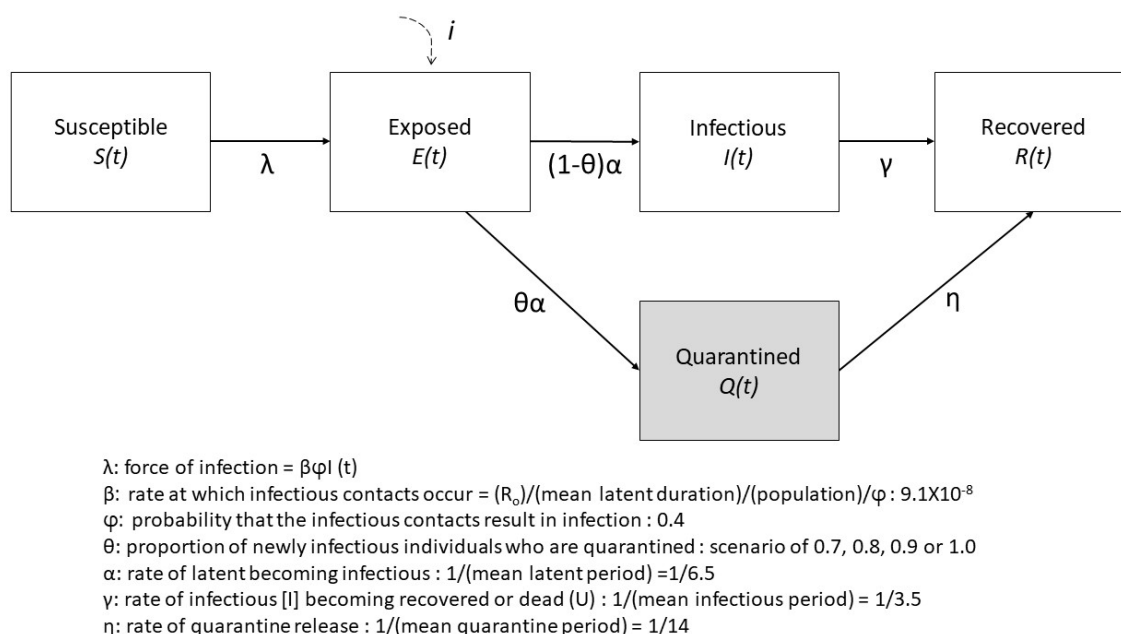 i
Susceptible
S(t)
Exposed
E(t)
Infectious
I(t)
Recovered
R(t)
λ
(1-θ)α
γ
θα
η
Quarantined
Q(t)
λ: force of infection = βφI (t)
β: rate at which infectious contacts occur = (Rₒ)/(mean latent duration)/(population)/φ : 9.1X10⁻⁸
φ: probability that the infectious contacts result in infection : 0.4
θ: proportion of newly infectious individuals who are quarantined : scenario of 0.7, 0.8, 0.9 or 1.0
α: rate of latent becoming infectious : 1/(mean latent period) =1/6.5
γ: rate of infectious [I] becoming recovered or dead (U) : 1/(mean infectious period) = 1/3.5
η: rate of quarantine release : 1/(mean quarantine period) = 1/14